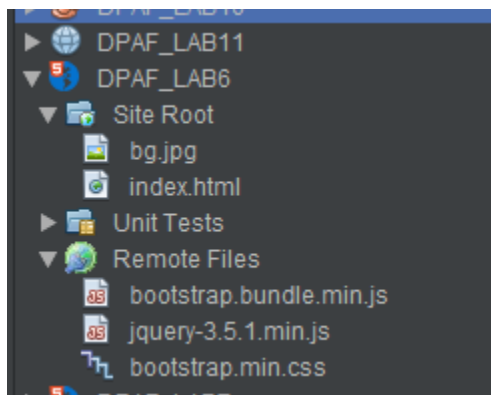 DPAF_LAB11
DPAF_LAB6
Site Root
bg.jpg
index.html
Unit Tests
Remote Files
bootstrap.bundle.min.js
jquery-3.5.1.min.js
bootstrap.min.css